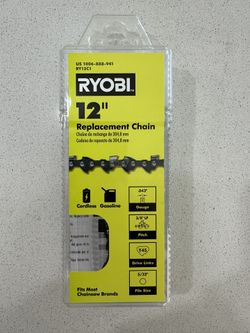 US 1004-888-941
RY12C1
RYOBI
12"
Replacement Chain
Chaîne de rechange de 304,8 mm
Cadena de repuesto de 304,8 mm
Cordless
Gasoline
.043"
Gauge
3/8"LP
Pitch
Y45
Drive Links
5/32"
File Size
Fits Most
Chainsaw Brands